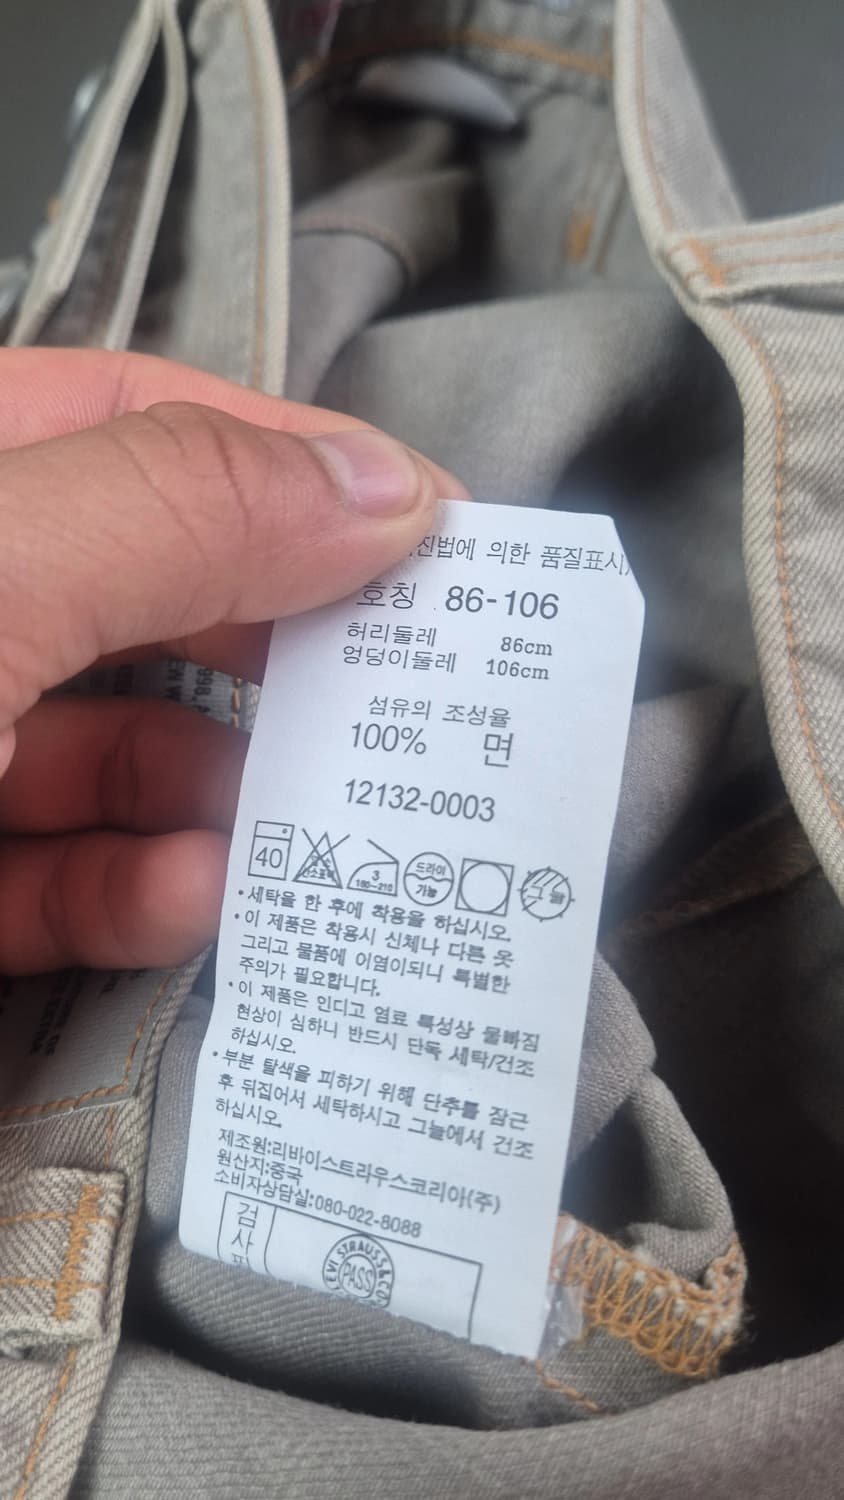 진법에 의한 품질표시
호칭 86-106
허리둘레 86cm
엉덩이둘레 106cm
섬유의 조성율
100% 면
12132-0003
40
3
180~210
드라이
가능
• 세탁을 한 후에 착용을 하십시오.
• 이 제품은 착용시 신체나 다른 옷
그리고 물품에 이염이되니 특별한
주의가 필요합니다.
• 이 제품은 인디고 염료 특성상 물빠짐
현상이 심하니 반드시 단독 세탁/건조
하십시오.
• 부분 탈색을 피하기 위해 단추를 잠근
후 뒤집어서 세탁하시고 그늘에서 건조
하십시오.
제조원:리바이스트라우스코리아(주)
원산지:중국
소비자상담실:080-022-8088
검
사
LEVI STRAUSS & CO
PASS